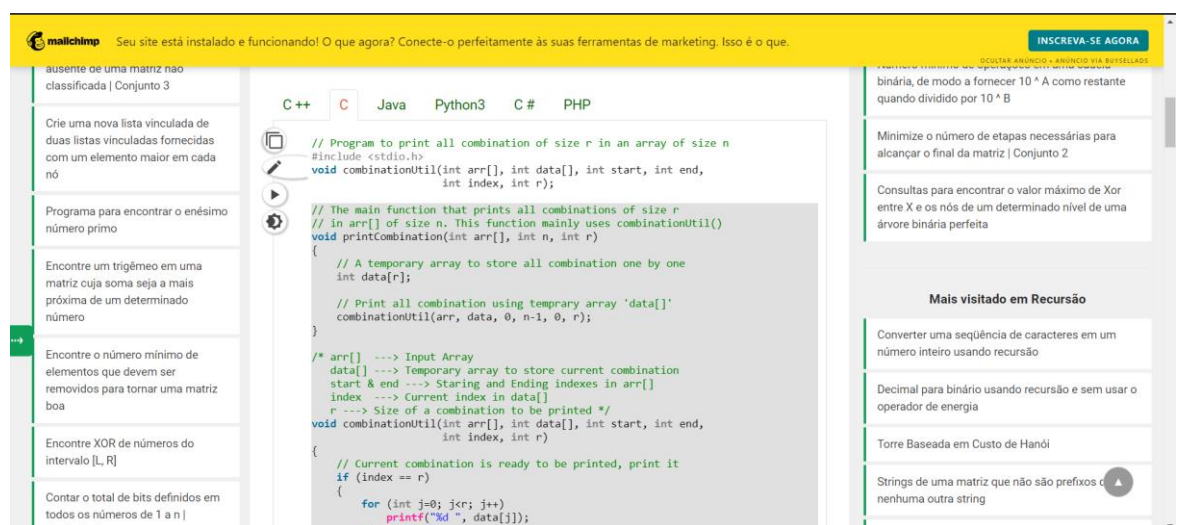 mailchimp Seu site está instalado e funcionando! O que agora? Conecte-o perfeitamente às suas ferramentas de marketing. Isso é o que.
INSCREVA-SE AGORA
OCULTAR ANÚNCIO • ANÚNCIO VIA BUYSELLADS
ausente de uma matriz não
classificada | Conjunto 3
Crie uma nova lista vinculada de
duas listas vinculadas fornecidas
com um elemento maior em cada
nó
Programa para encontrar o enésimo
número primo
Encontre um trigêmeo em uma
matriz cuja soma seja a mais
próxima de um determinado
número
Encontre o número mínimo de
elementos que devem ser
removidos para tornar uma matriz
boa
Encontre XOR de números do
intervalo [L, R]
Contar o total de bits definidos em
todos os números de 1 a n |
C ++ C Java Python3 C # PHP
// Program to print all combination of size r in an array of size n
#include <stdio.h>
void combinationUtil(int arr[], int data[], int start, int end,
int index, int r);
// The main function that prints all combinations of size r
// in arr[] of size n. This function mainly uses combinationUtil()
void printCombination(int arr[], int n, int r)
{
// A temporary array to store all combination one by one
int data[r];
// Print all combination using temprary array 'data[]'
combinationUtil(arr, data, 0, n-1, 0, r);
}
/* arr[] ---> Input Array
data[] ---> Temporary array to store current combination
start & end ---> Staring and Ending indexes in arr[]
index ---> Current index in data[]
r ---> Size of a combination to be printed */
void combinationUtil(int arr[], int data[], int start, int end,
int index, int r)
{
// Current combination is ready to be printed, print it
if (index == r)
{
for (int j=0; j<r; j++)
printf("%d ", data[j]);
Número mínimo de operações em uma cadeia
binária, de modo a fornecer 10 ^ A como restante
quando dividido por 10 ^ B
Minimize o número de etapas necessárias para
alcançar o final da matriz | Conjunto 2
Consultas para encontrar o valor máximo de Xor
entre X e os nós de um determinado nível de uma
árvore binária perfeita
Mais visitado em Recursão
Converter uma seqüência de caracteres em um
número inteiro usando recursão
Decimal para binário usando recursão e sem usar o
operador de energia
Torre Baseada em Custo de Hanói
Strings de uma matriz que não são prefixos
nenhuma outra string